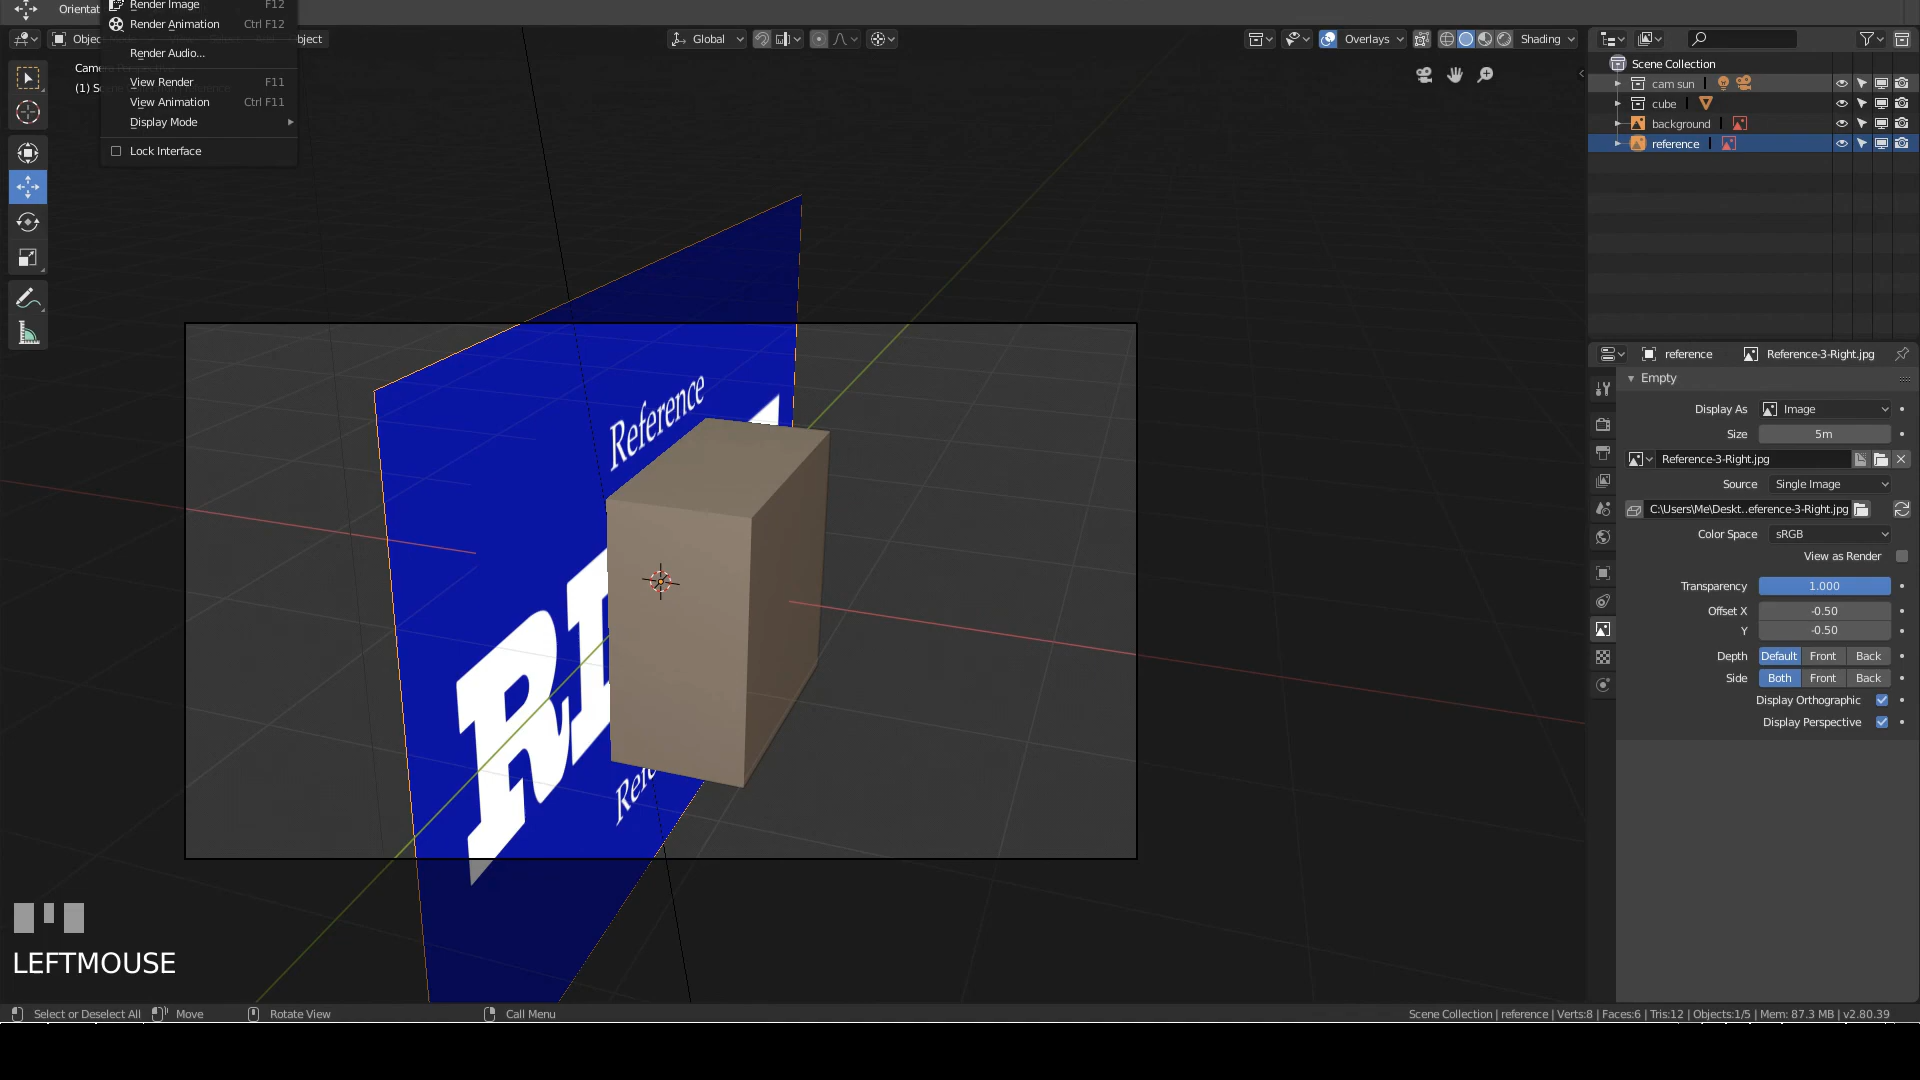 Orientat
Render Image F12
Render Animation Ctrl F12
Render Audio...
View Render F11
View Animation Ctrl F11
Display Mode
Lock Interface
Objec
bject
Global
Overlays
Shading
Cam
(1) S
Scene Collection
cam sun
cube
background
reference
reference Reference-3-Right.jpg
Empty
Display As Image
Size 5m
Reference-3-Right.jpg
Source Single Image
C:\Users\Me\Deskt..eference-3-Right.jpg
Color Space sRGB
View as Render
Transparency 1.000
Offset X -0.50
Y -0.50
Depth Default Front Back
Side Both Front Back
Display Orthographic
Display Perspective
Reference
RI
Refe
LEFTMOUSE
Select or Deselect All Move Rotate View Call Menu
Scene Collection | reference | Verts:8 | Faces:6 | Tris:12 | Objects:1/5 | Mem: 87.3 MB | v2.80.39